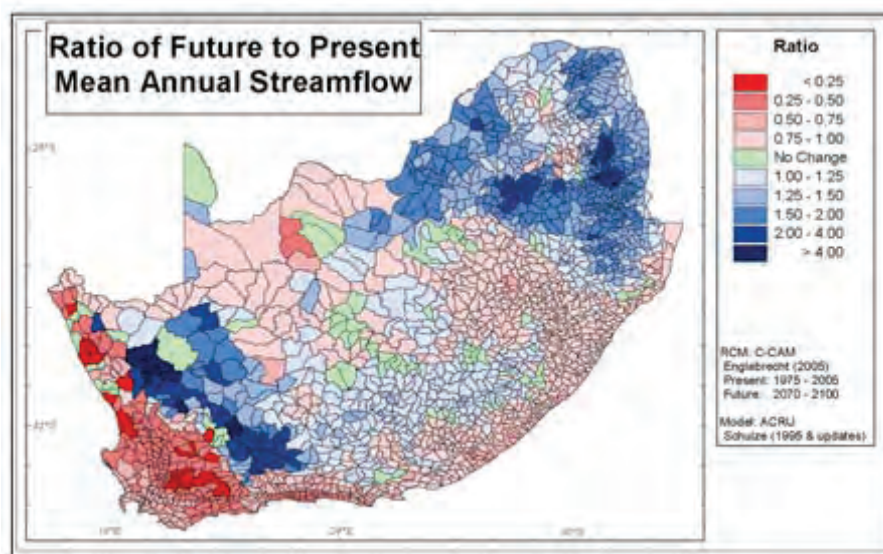 Ratio of Future to Present
Mean Annual Streamflow
Ratio
< 0.25
0.25 - 0.50
0.50 - 0.75
0.75 - 1.00
No Change
1.00 - 1.25
1.25 - 1.50
1.50 - 2.00
2.00 - 4.00
> 4.00
RCM: C-CAM
Englebrecht (2005)
Present: 1975 - 2005
Future: 2070 - 2100
Model: ACRU
Schulze (1995 & updates)